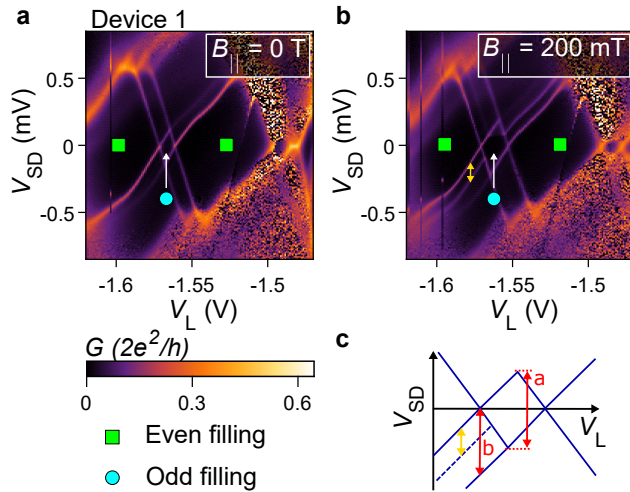 Device 1
a
B|| = 0 T
V_SD (mV)
0.5
0
-0.5
-1.6
-1.55
-1.5
V_L (V)
b
B|| = 200 mT
V_SD (mV)
0.5
0
-0.5
-1.6
-1.55
-1.5
V_L (V)
G (2e²/h)
0
0.3
0.6
Even filling
Odd filling
c
V_SD
V_L
a
b